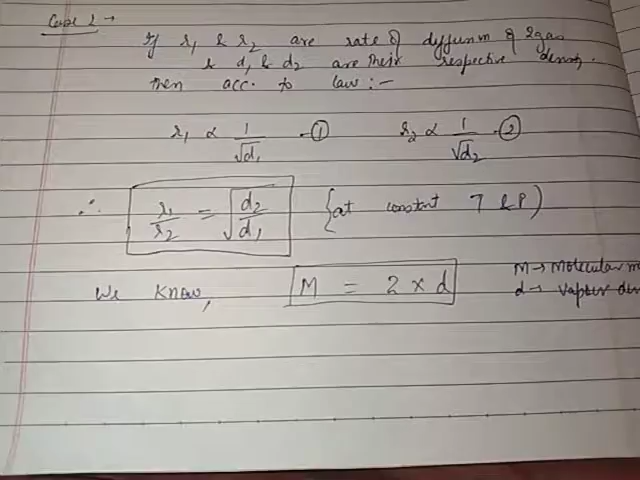 Case 1 →
If r₁ & r₂ are rate of diffusion of 2 gas
& d₁ & d₂ are their respective density.
then acc. to law :-
r₁ ∝ 1/√d₁ -① r₂ ∝ 1/√d₂ -②
∴ r₁/r₂ = √d₂/d₁ {at constant T & P)
M → Molecular m
We know, M = 2 × d
d → Vapour den